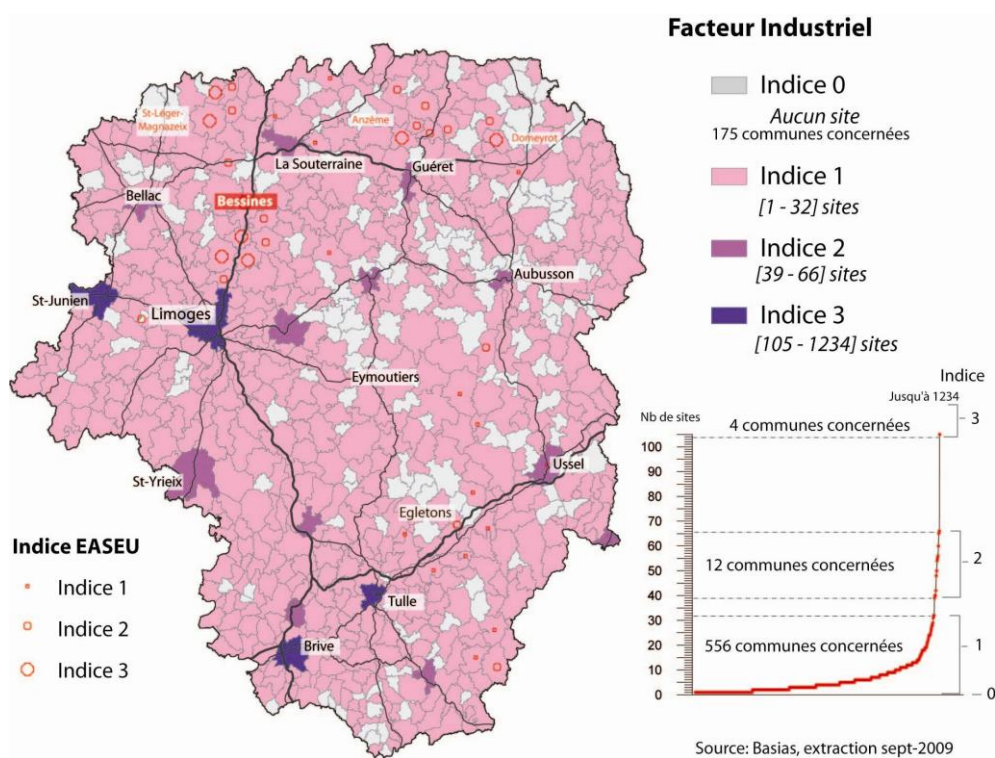 Facteur Industriel
Indice 0
Aucun site
175 communes concernées
Indice 1
[1 - 32] sites
Indice 2
[39 - 66] sites
Indice 3
[105 - 1234] sites
St-Léger-
Magnazeix
Anzême
Domeyrot
La Souterraine
Guéret
Bellac
Bessines
Aubusson
St-Junien
Limoges
Eymoutiers
St-Yrieix
Ussel
Egletons
Tulle
Brive
Indice EASEU
Indice 1
Indice 2
Indice 3
Indice
Jusqu'à 1234
Nb de sites
3
4 communes concernées
100
90
80
70
60
50
40
30
20
10
0
2
12 communes concernées
1
556 communes concernées
0
Source: Basias, extraction sept-2009